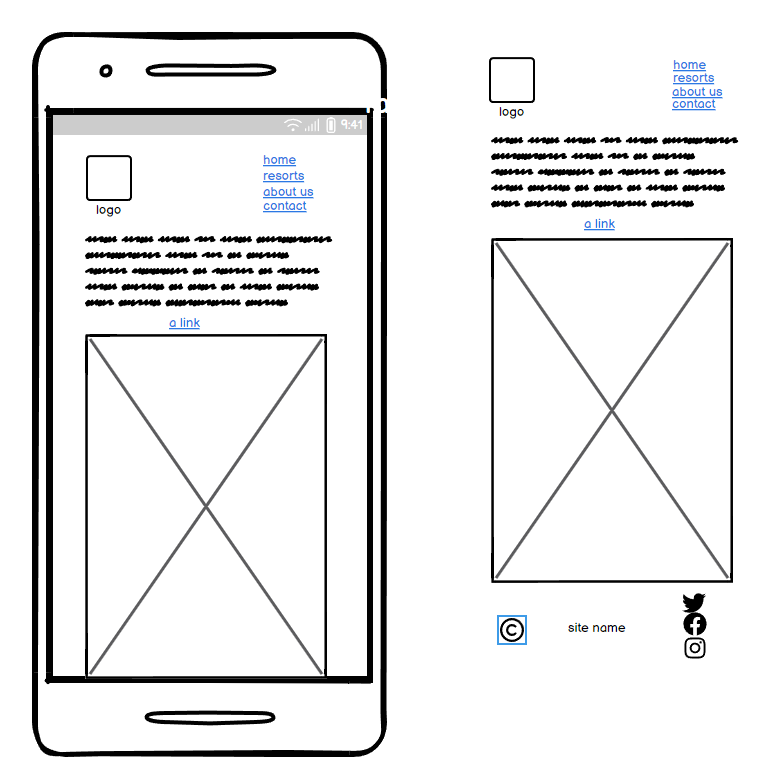 9:41
home
resorts
about us
contact
logo
a link
home
resorts
about us
contact
logo
a link
©
site name